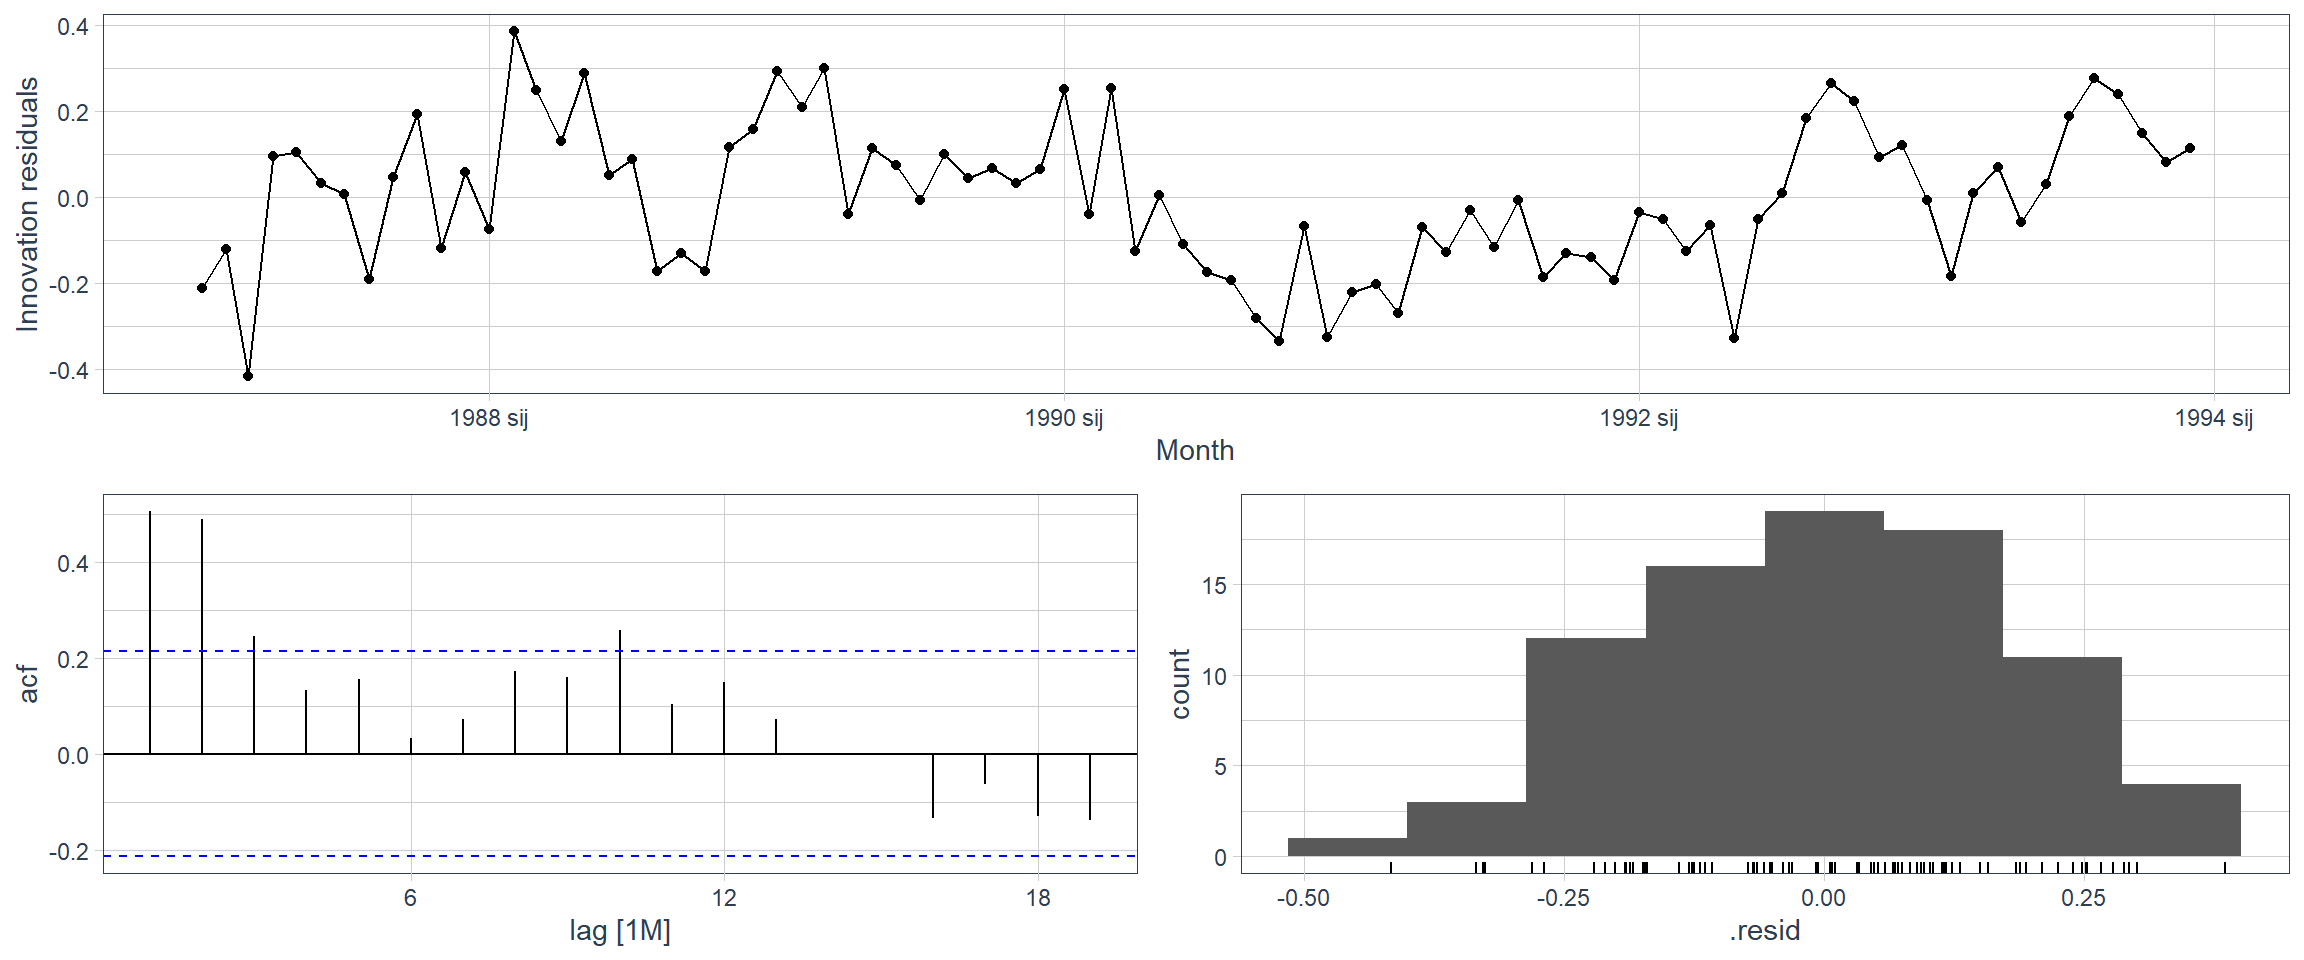 0.4
0.2
0.0
-0.2
-0.4
Innovation residuals
1988 sij
1990 sij
1992 sij
1994 sij
Month
0.4
0.2
0.0
-0.2
acf
6
12
18
lag [1M]
15
10
5
0
count
-0.50
-0.25
0.00
0.25
.resid